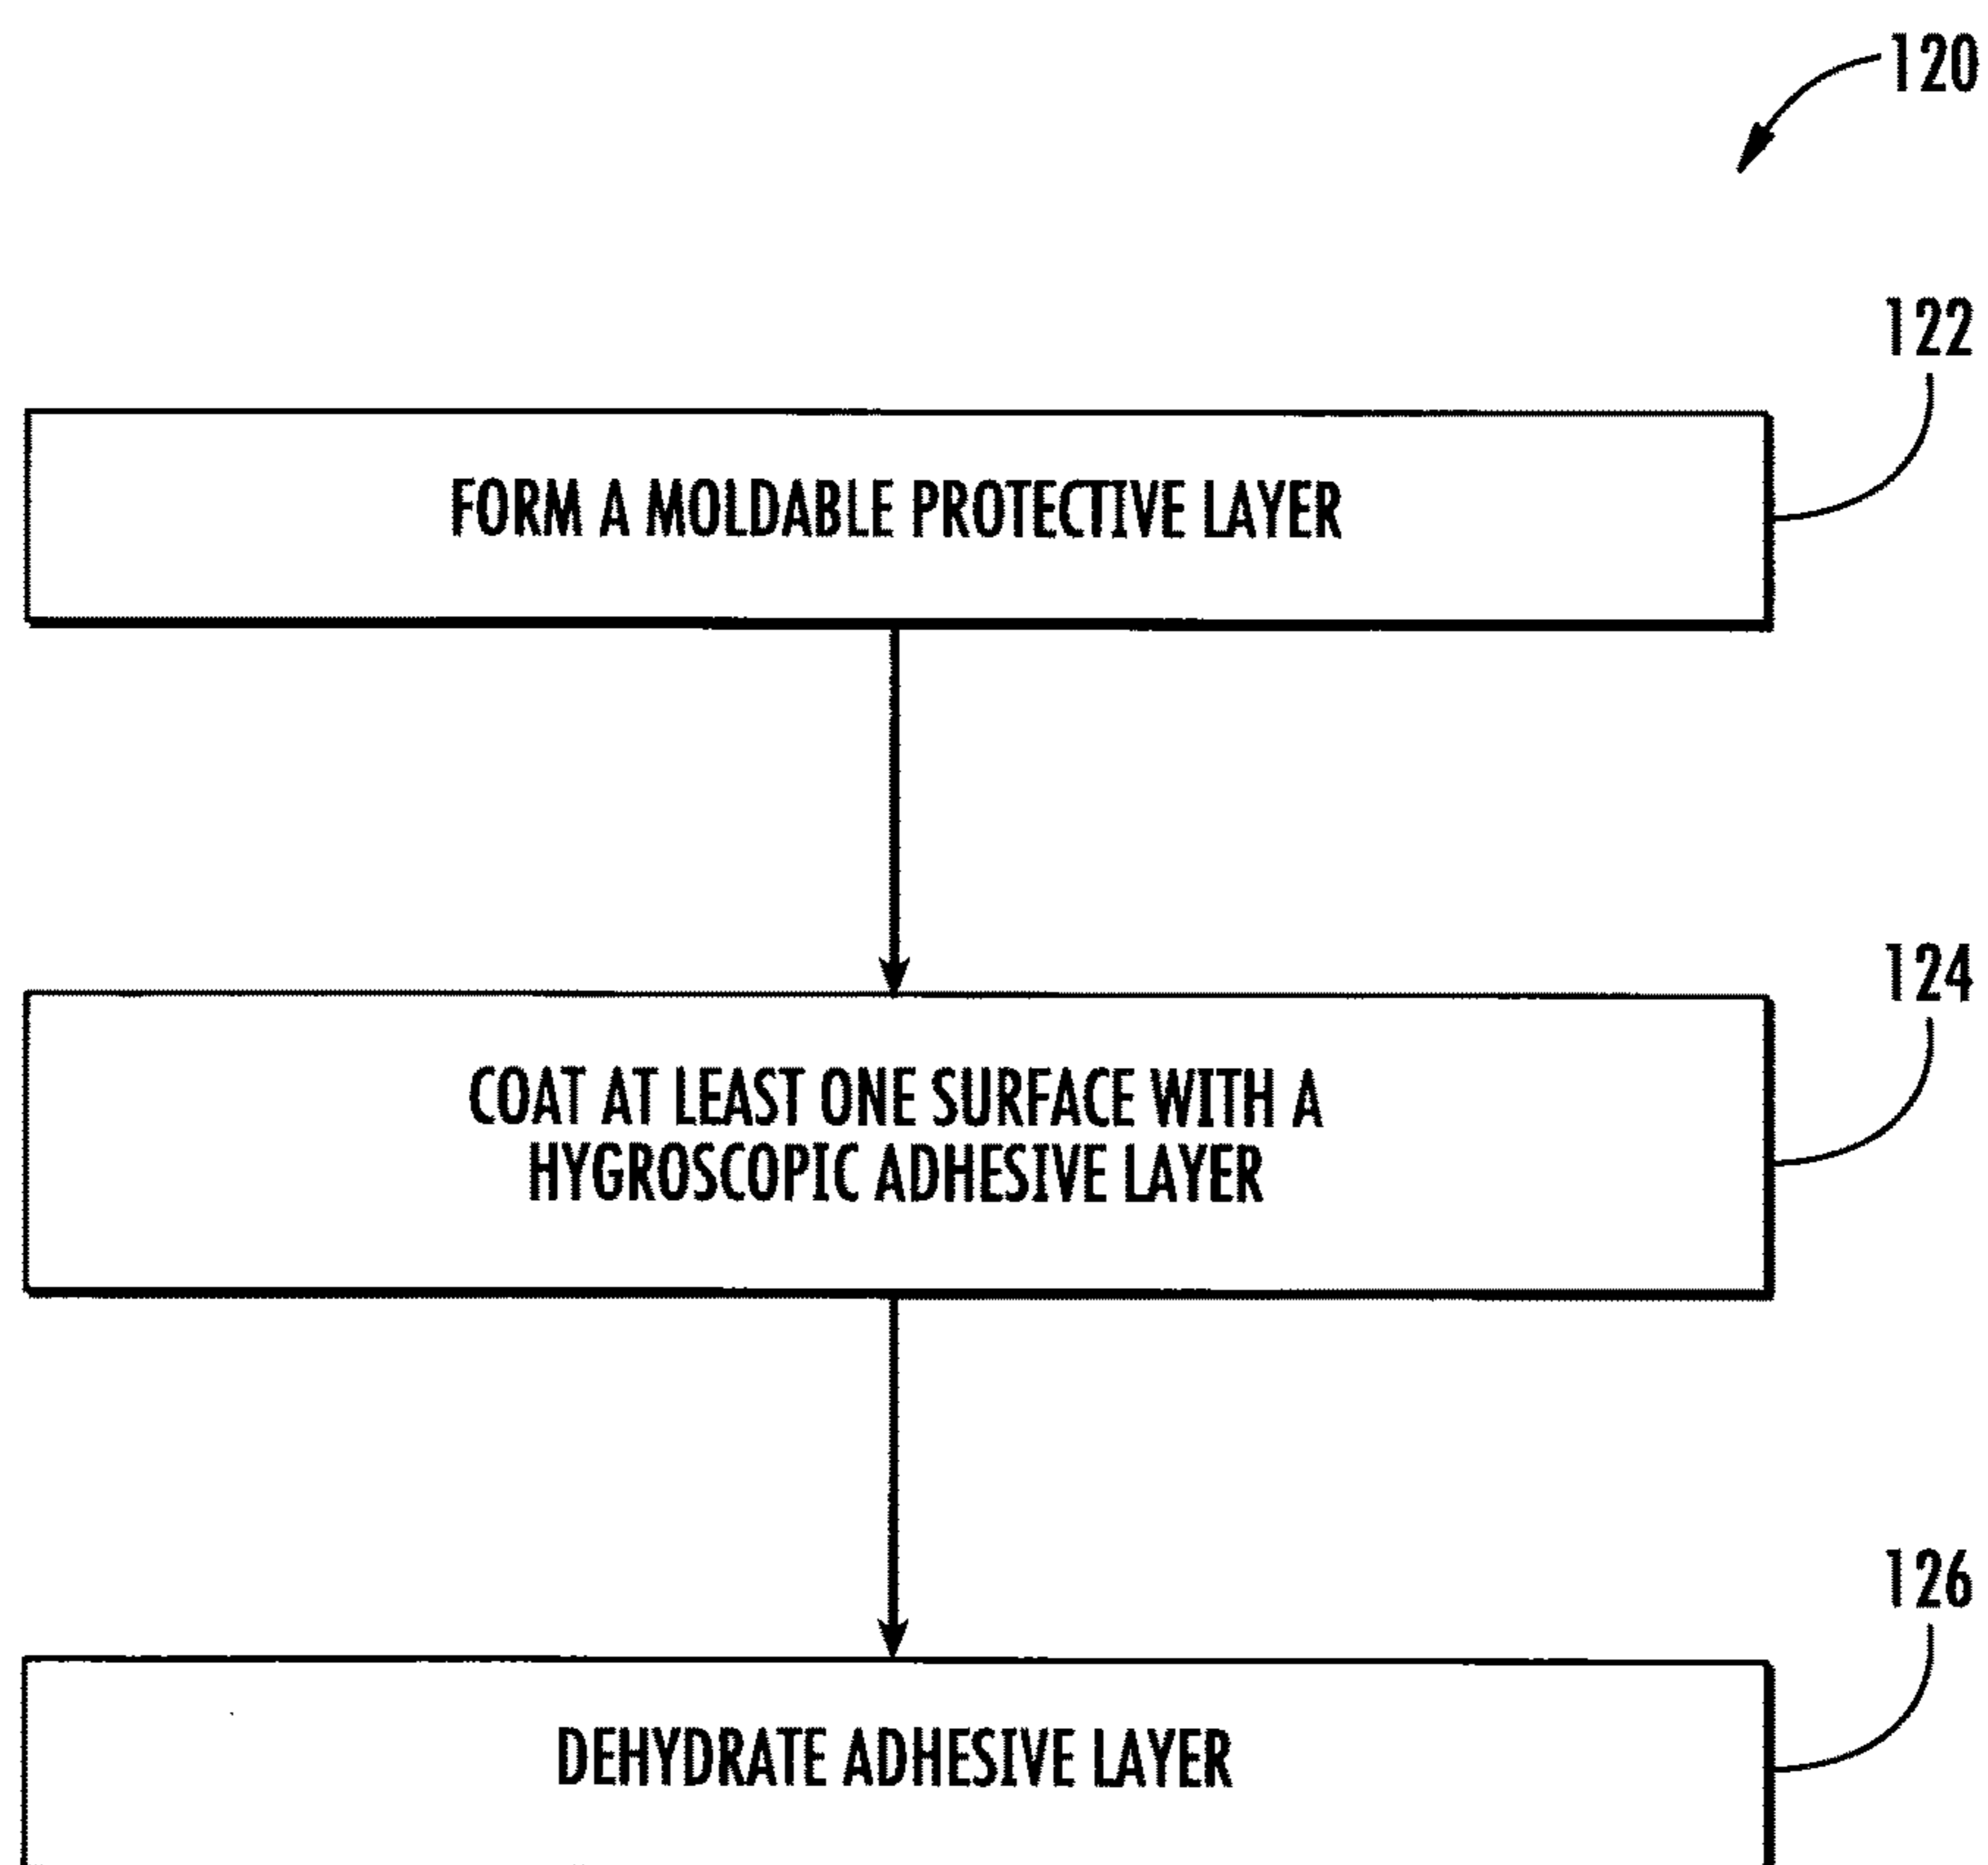 120
122
FORM A MOLDABLE PROTECTIVE LAYER
124
COAT AT LEAST ONE SURFACE WITH A
HYGROSCOPIC ADHESIVE LAYER
126
DEHYDRATE ADHESIVE LAYER